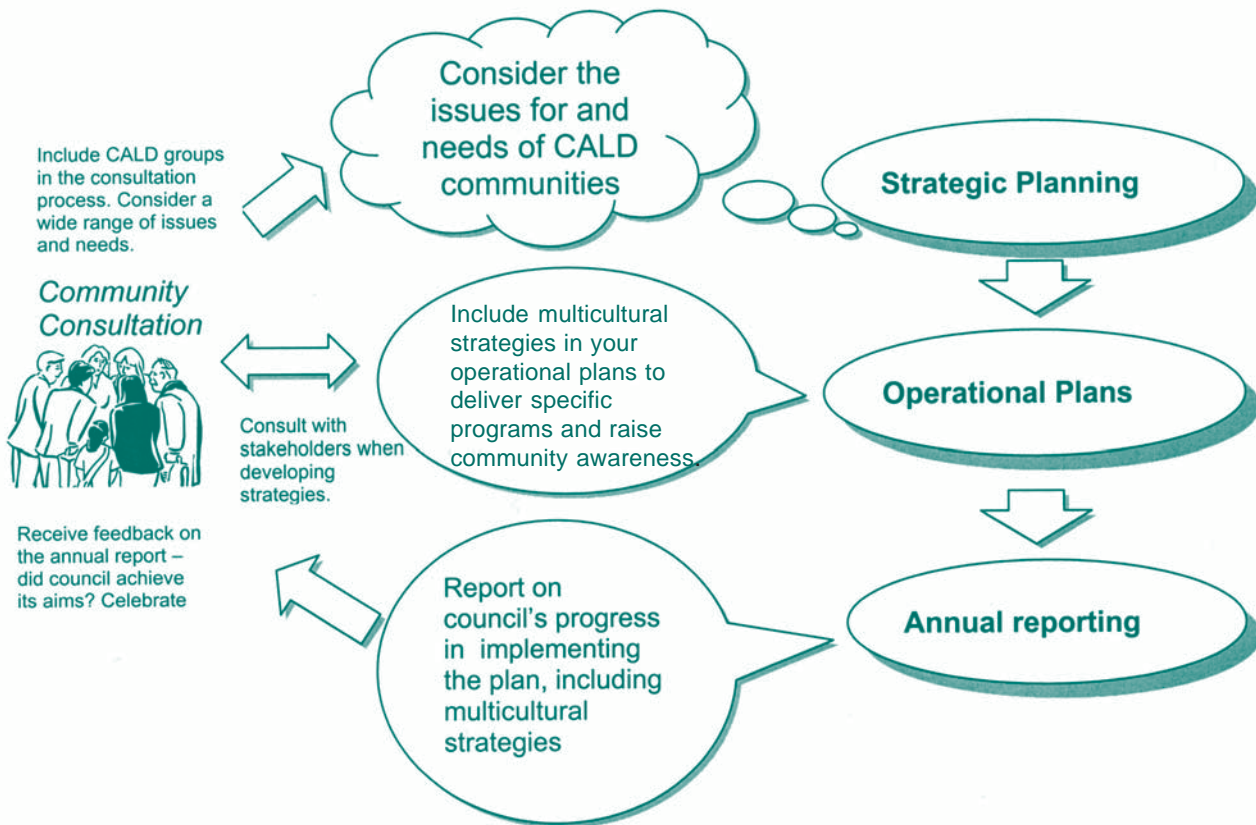 Consider the
issues for and
needs of CALD
communities
Include CALD groups
in the consultation
process. Consider a
wide range of issues
and needs.
Strategic Planning
Community
Consultation
Include multicultural
strategies in your
operational plans to
deliver specific
programs and raise
community awareness.
Operational Plans
Consult with
stakeholders when
developing
strategies.
Receive feedback on
the annual report –
did council achieve
its aims? Celebrate
Report on
council's progress
in implementing
the plan, including
multicultural
strategies
Annual reporting